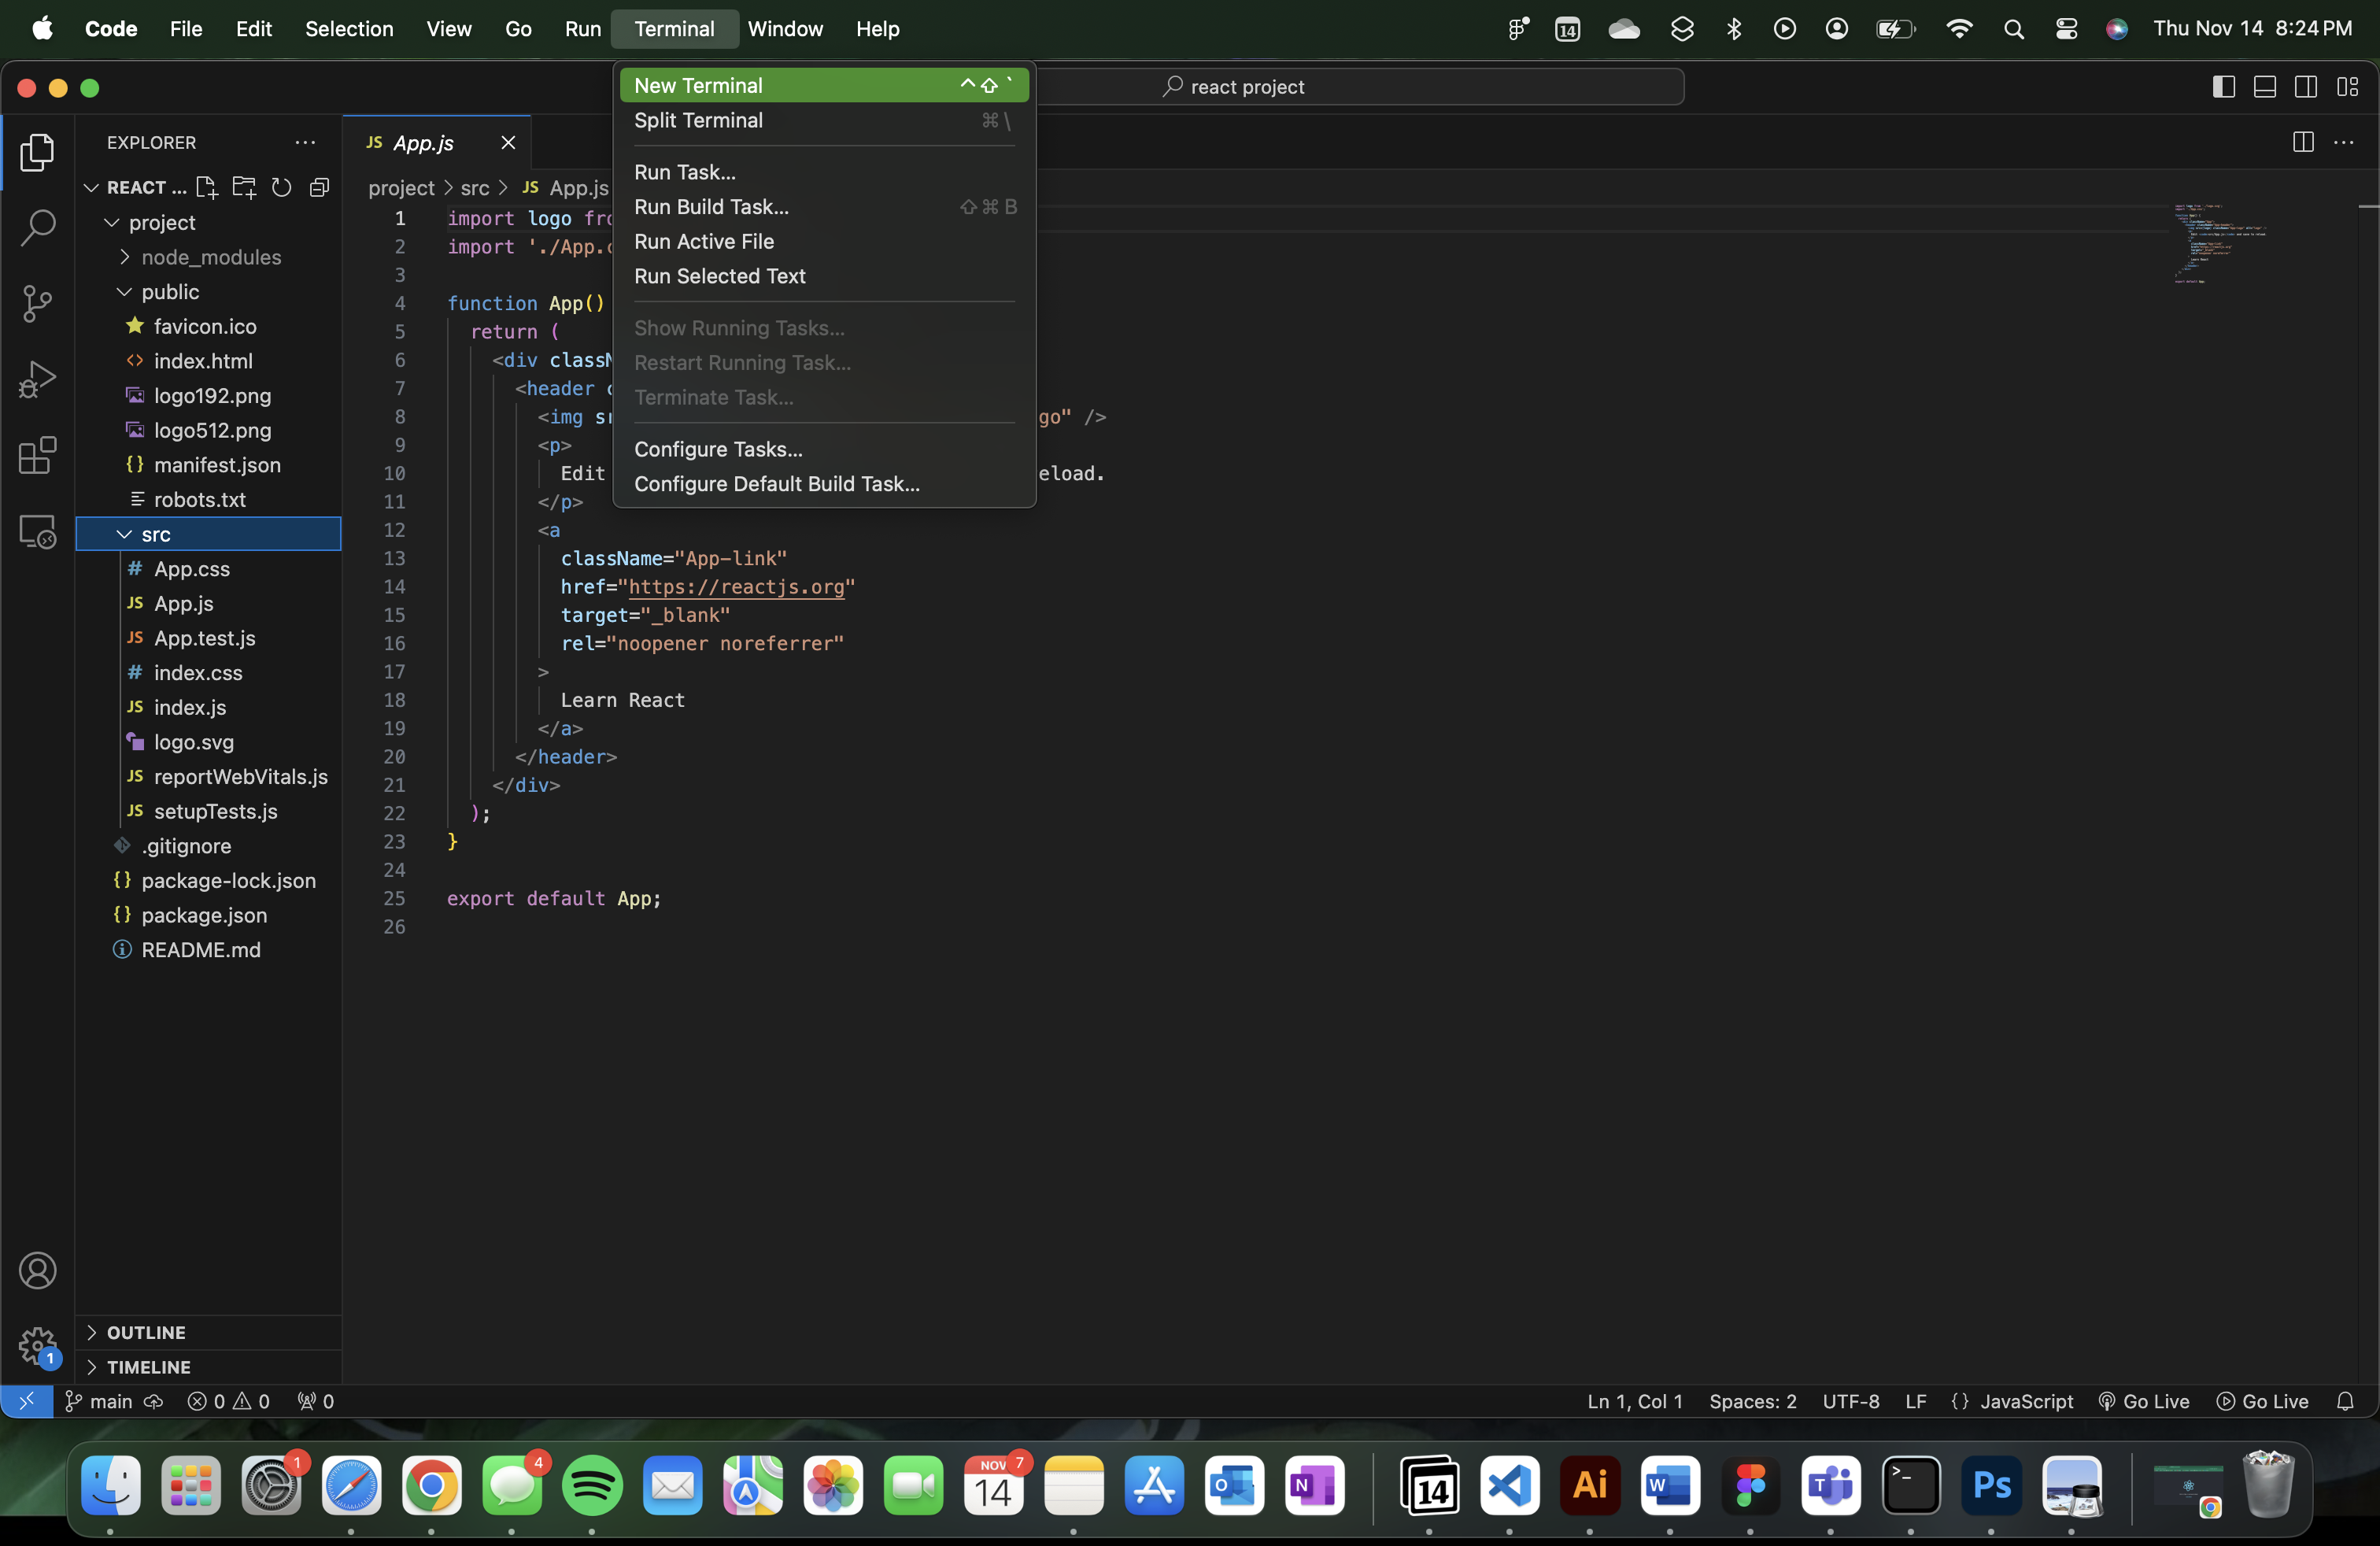 Code File Edit Selection View Go Run Terminal Window Help
14
Thu Nov 14 8:24 PM
New Terminal ^⇧`
Split Terminal ⌘\
Run Task...
Run Build Task... ⇧⌘B
Run Active File
Run Selected Text
Show Running Tasks...
Restart Running Task...
Terminate Task...
Configure Tasks...
Configure Default Build Task...
react project
EXPLORER
REACT ...
project
node_modules
public
favicon.ico
<> index.html
logo192.png
logo512.png
{} manifest.json
robots.txt
src
# App.css
JS App.js
JS App.test.js
# index.css
JS index.js
logo.svg
JS reportWebVitals.js
JS setupTests.js
.gitignore
{} package-lock.json
{} package.json
README.md
OUTLINE
TIMELINE
1
JS App.js
project > src > JS App.js
1 import logo fro
2 import './App.c
3
4 function App()
5 return (
6 <div classN
7 <header c
8 <img sr go" />
9 <p>
10 Edit eload.
11 </p>
12 <a
13 className="App-link"
14 href="https://reactjs.org"
15 target="_blank"
16 rel="noopener noreferrer"
17 >
18 Learn React
19 </a>
20 </header>
21 </div>
22 );
23 }
24
25 export default App;
26
main 0 0 0
Ln 1, Col 1 Spaces: 2 UTF-8 LF {} JavaScript Go Live Go Live
1
4
NOV 7
14
O
N
14
Ai
W
T
>_
Ps